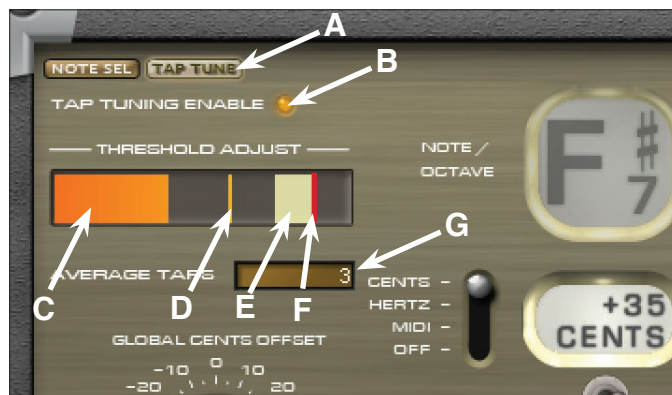 A
NOTE SEL TAP TUNE
B
TAP TUNING ENABLE
THRESHOLD ADJUST
NOTE / OCTAVE
F # 7
G
AVERAGE TAPS 3
C D E F
CENTS
HERTZ
MIDI
OFF
+35
CENTS
GLOBAL CENTS OFFSET
-10 0 10
-20 20